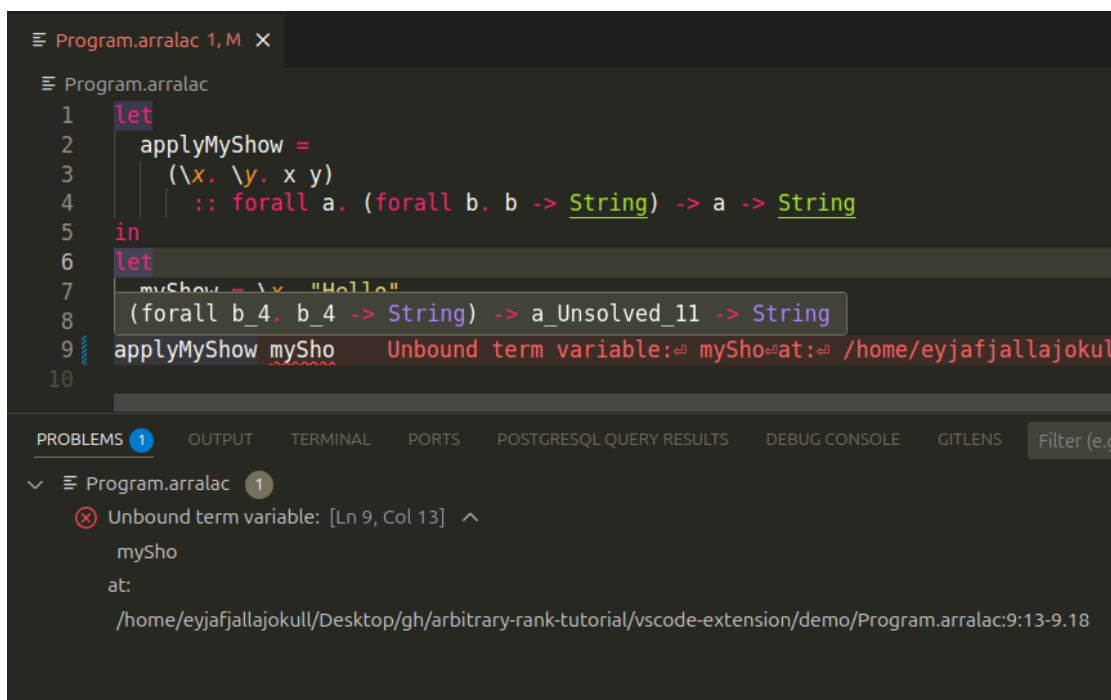 Program.arralac 1, M
Program.arralac
1 let
2 applyMyShow =
3 (\x. \y. x y)
4 :: forall a. (forall b. b -> String) -> a -> String
5 in
6 let
7 myShow = \x. "Hello"
(forall b_4. b_4 -> String) -> a_Unsolved_11 -> String
8
9 applyMyShow mySho Unbound term variable:⏎ mySho⏎at:⏎ /home/eyjafjallajokul
10
PROBLEMS 1 OUTPUT TERMINAL PORTS POSTGRESQL QUERY RESULTS DEBUG CONSOLE GITLENS Filter (e.g
Program.arralac 1
Unbound term variable: [Ln 9, Col 13]
mySho
at:
/home/eyjafjallajokull/Desktop/gh/arbitrary-rank-tutorial/vscode-extension/demo/Program.arralac:9:13-9.18